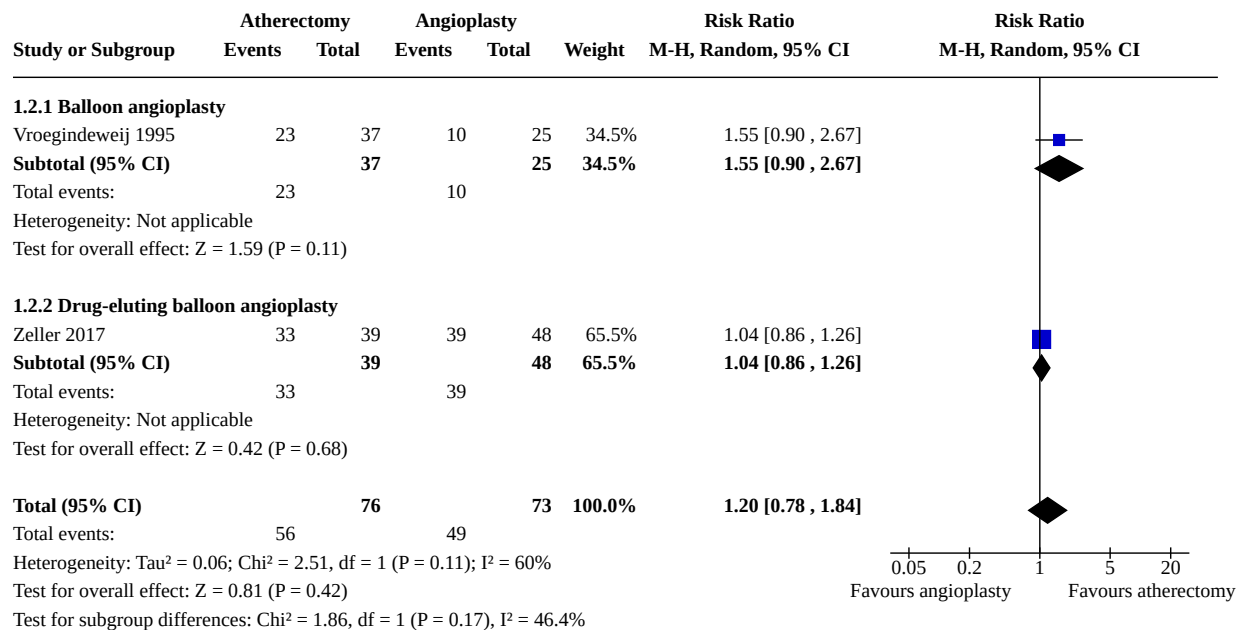 Atherectomy Angioplasty Risk Ratio Risk Ratio
Study or Subgroup Events Total Events Total Weight M-H, Random, 95% CI M-H, Random, 95% CI
1.2.1 Balloon angioplasty
Vroegindeweij 1995 23 37 10 25 34.5% 1.55 [0.90 , 2.67]
Subtotal (95% CI) 37 25 34.5% 1.55 [0.90 , 2.67]
Total events: 23 10
Heterogeneity: Not applicable
Test for overall effect: Z = 1.59 (P = 0.11)
1.2.2 Drug-eluting balloon angioplasty
Zeller 2017 33 39 39 48 65.5% 1.04 [0.86 , 1.26]
Subtotal (95% CI) 39 48 65.5% 1.04 [0.86 , 1.26]
Total events: 33 39
Heterogeneity: Not applicable
Test for overall effect: Z = 0.42 (P = 0.68)
Total (95% CI) 76 73 100.0% 1.20 [0.78 , 1.84]
Total events: 56 49
Heterogeneity: Tau² = 0.06; Chi² = 2.51, df = 1 (P = 0.11); I² = 60%
0.05 0.2 1 5 20
Test for overall effect: Z = 0.81 (P = 0.42) Favours angioplasty Favours atherectomy
Test for subgroup differences: Chi² = 1.86, df = 1 (P = 0.17), I² = 46.4%